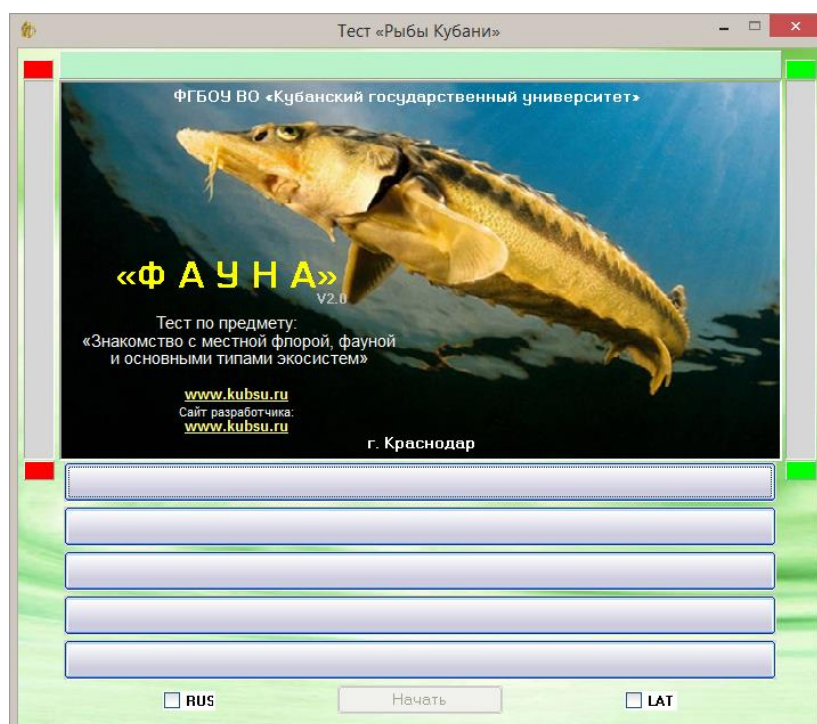 Тест «Рыбы Кубани»
ФГБОУ ВО «Кубанский государственный университет»
«Ф А У Н А»
V2.0
Тест по предмету:
«Знакомство с местной флорой, фауной
и основными типами экосистем»
www.kubsu.ru
Сайт разработчика:
www.kubsu.ru
г. Краснодар
RUS
Начать
LAT